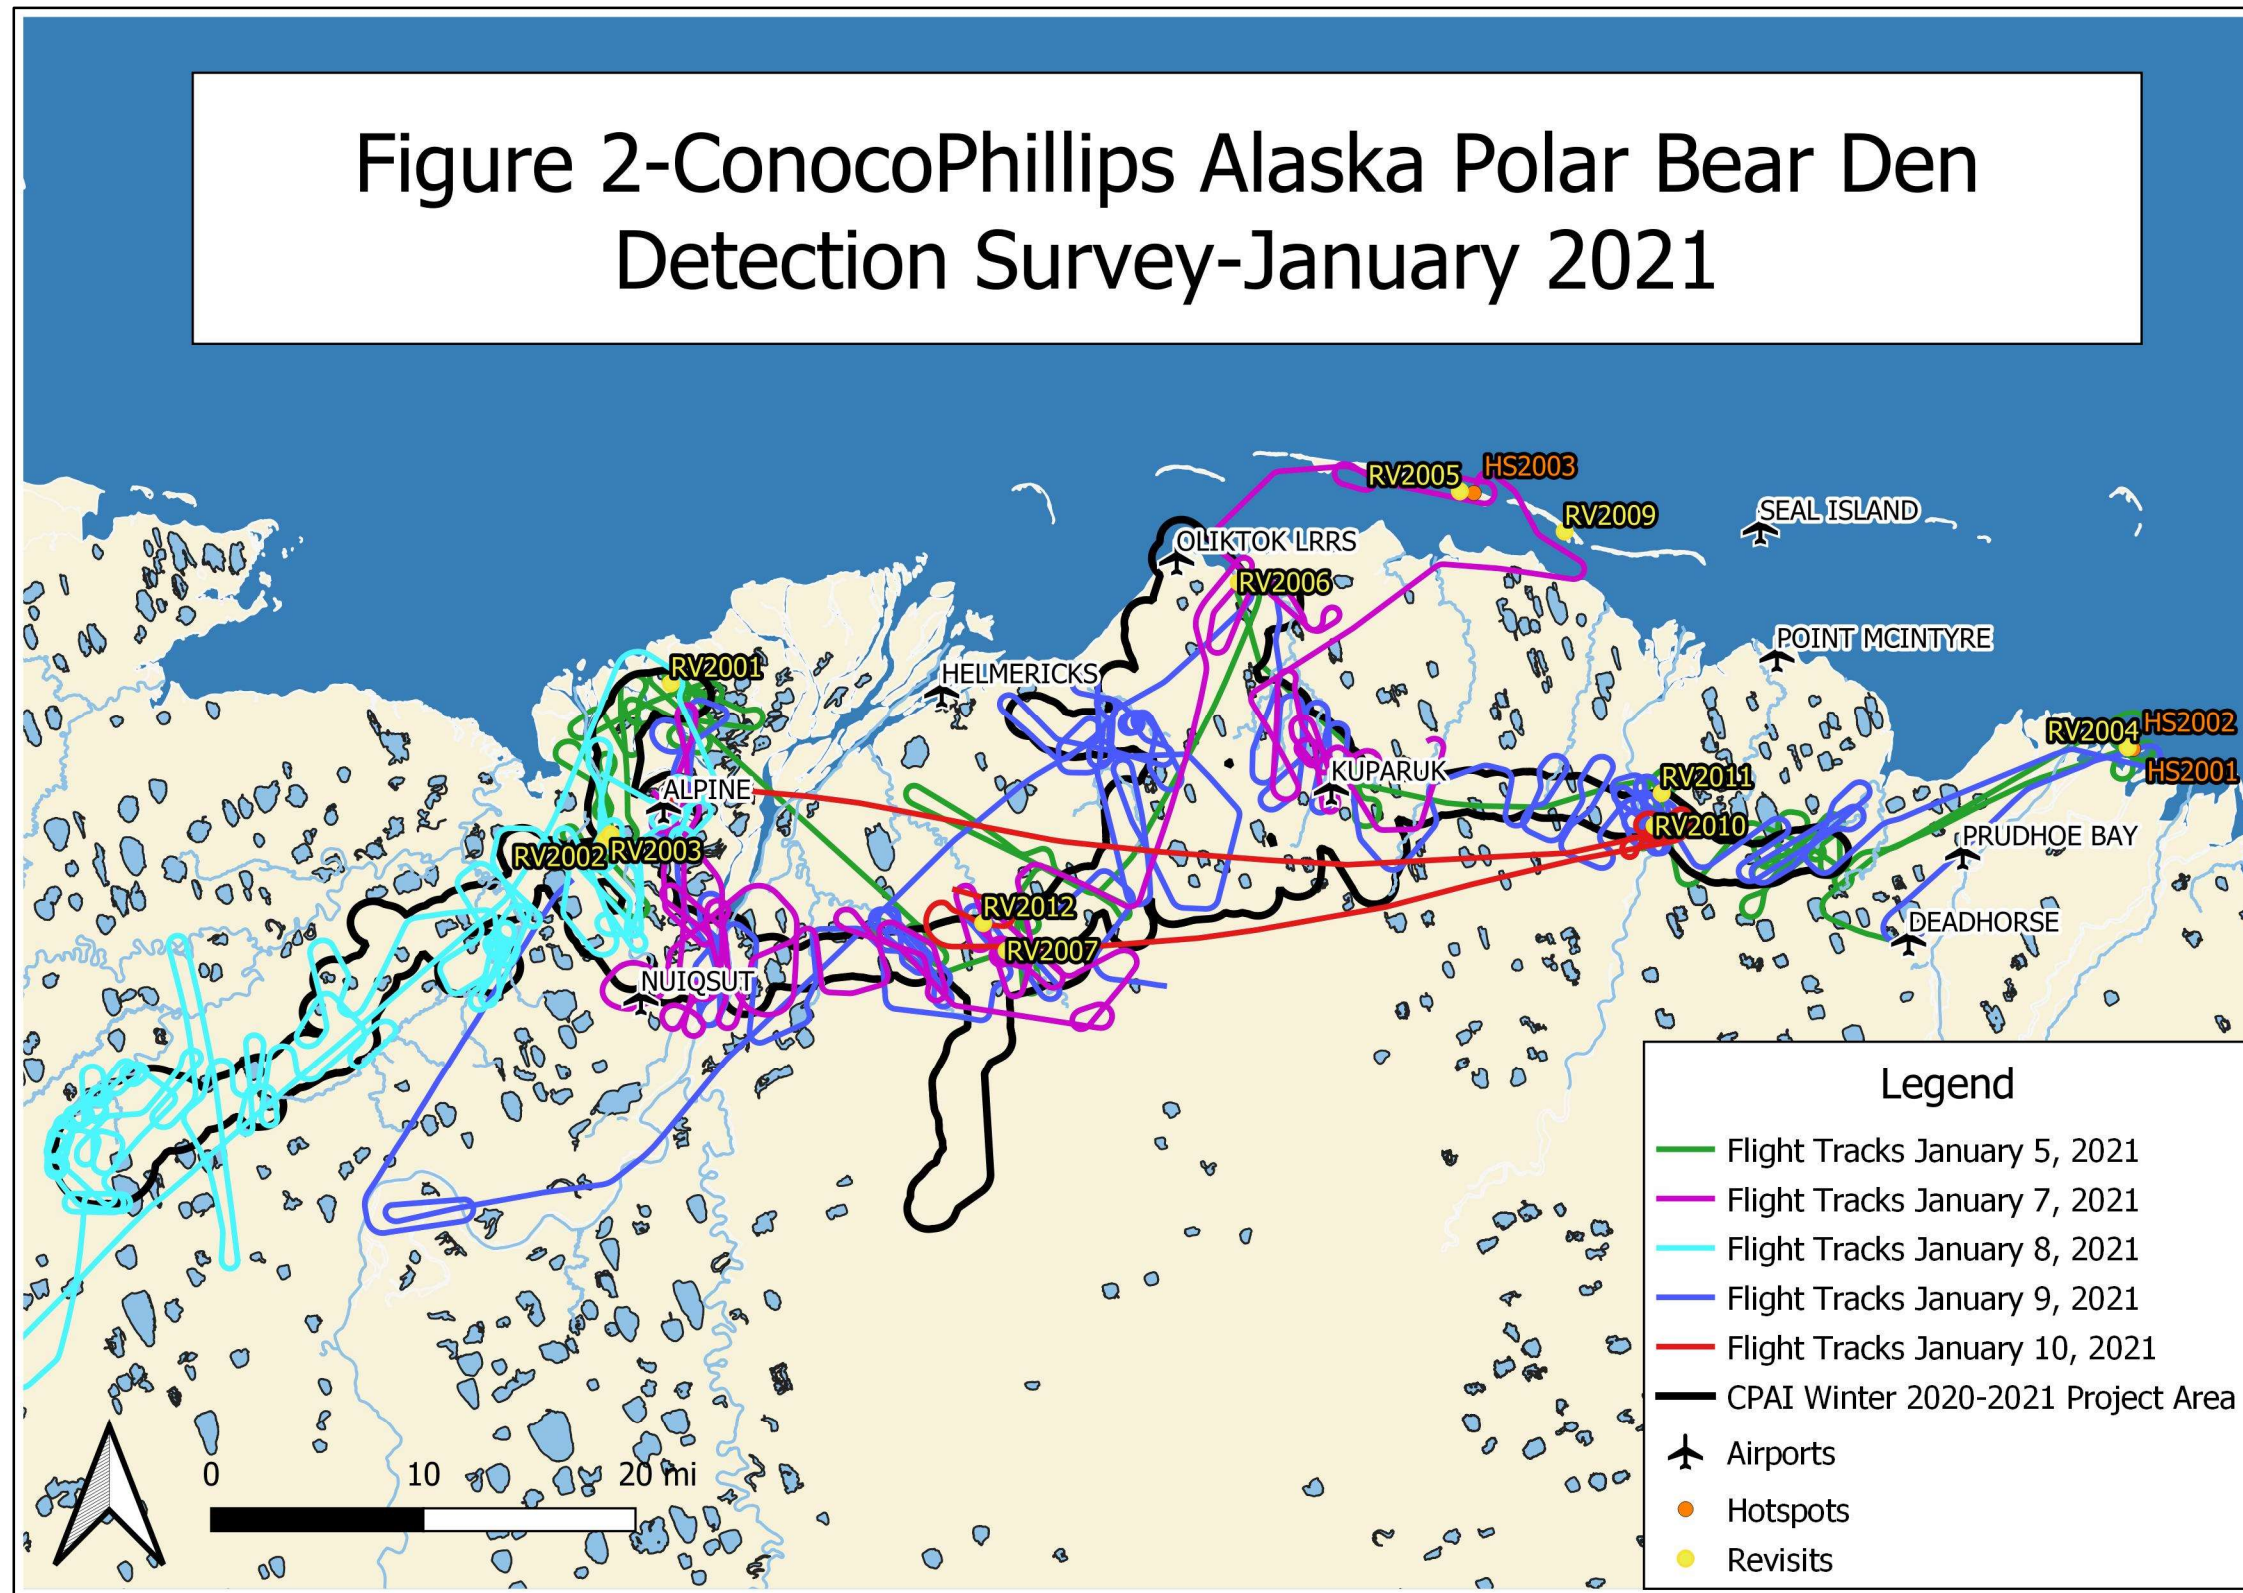 Figure 2-ConocoPhillips Alaska Polar Bear Den
Detection Survey-January 2021
RV2005
HS2003
RV2009
SEAL ISLAND
OLIKTOK LRRS
RV2006
POINT MCINTYRE
RV2001
HELMERICKS
RV2004
HS2002
HS2001
KUPARUK
RV2011
ALPINE
RV2010
PRUDHOE BAY
RV2002
RV2003
RV2012
DEADHORSE
RV2007
NUIQSUT
Legend
Flight Tracks January 5, 2021
Flight Tracks January 7, 2021
Flight Tracks January 8, 2021
Flight Tracks January 9, 2021
Flight Tracks January 10, 2021
CPAI Winter 2020-2021 Project Area
Airports
Hotspots
Revisits
0 10 20 mi